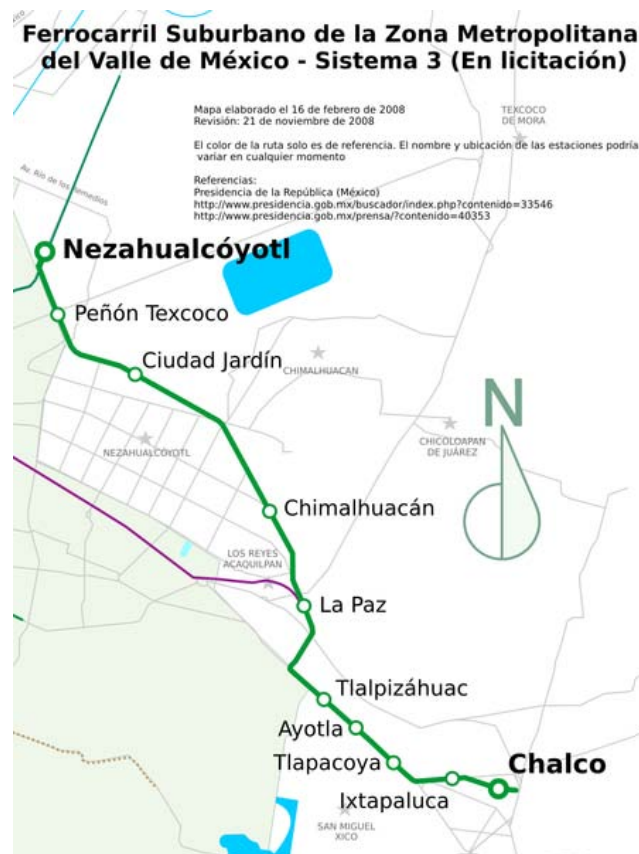 Ferrocarril Suburbano de la Zona Metropolitana
del Valle de México - Sistema 3 (En licitación)
Mapa elaborado el 16 de febrero de 2008
Revisión: 21 de noviembre de 2008
TEXCOCO
DE MORA
El color de la ruta solo es de referencia. El nombre y ubicación de las estaciones podría
variar en cualquier momento
Av. Río de los Remedios
Referencias:
Presidencia de la República (México)
http://www.presidencia.gob.mx/buscador/index.php?contenido=33546
http://www.presidencia.gob.mx/prensa/?contenido=40353
Nezahualcóyotl
Peñón Texcoco
Ciudad Jardín
CHIMALHUACAN
N
NEZAHUALCOYOTL
CHICOLOAPAN
DE JUÁREZ
Chimalhuacán
LOS REYES
ACAQUILPAN
La Paz
Tlalpizáhuac
Ayotla
Tlapacoya
Chalco
Ixtapaluca
SAN MIGUEL
XICO